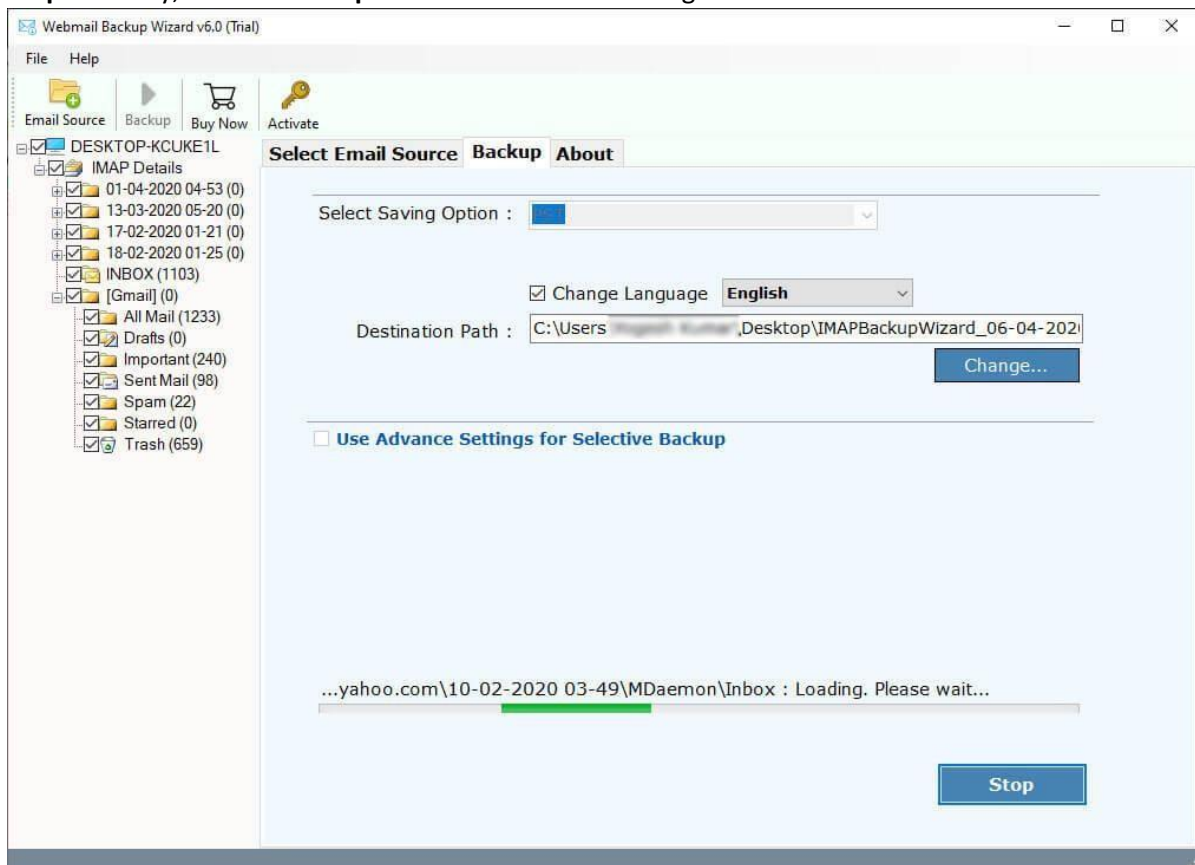 Webmail Backup Wizard v6.0 (Trial)
File Help
Email Source Backup Buy Now Activate
DESKTOP-KCUKE1L
IMAP Details
01-04-2020 04-53 (0)
13-03-2020 05-20 (0)
17-02-2020 01-21 (0)
18-02-2020 01-25 (0)
INBOX (1103)
[Gmail] (0)
All Mail (1233)
Drafts (0)
Important (240)
Sent Mail (98)
Spam (22)
Starred (0)
Trash (659)
Select Email Source Backup About
Select Saving Option : PST
Change Language English
Destination Path : C:\Users Desktop\IMAPBackupWizard_06-04-202
Change...
Use Advance Settings for Selective Backup
...yahoo.com\10-02-2020 03-49\MDaemon\Inbox : Loading. Please wait...
Stop